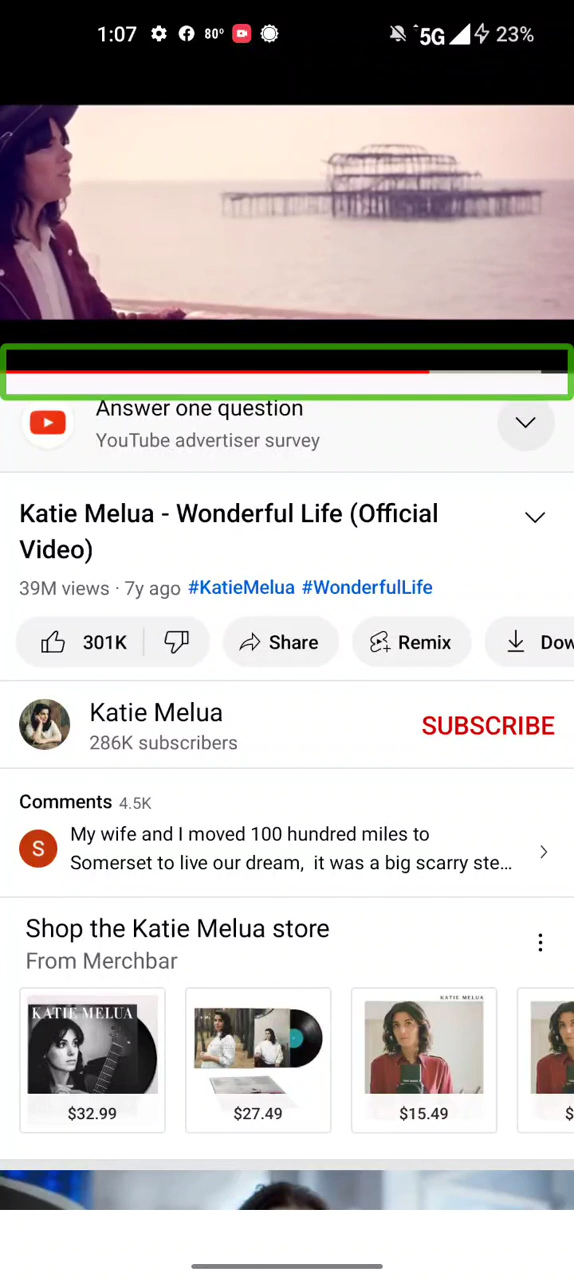 1:07 80° 5G 23%
Answer one question
YouTube advertiser survey
Katie Melua - Wonderful Life (Official
Video)
39M views · 7y ago #KatieMelua #WonderfulLife
301K Share Remix Dow
Katie Melua
286K subscribers
SUBSCRIBE
Comments 4.5K
S
My wife and I moved 100 hundred miles to
Somerset to live our dream, it was a big scarry ste...
Shop the Katie Melua store
From Merchbar
KATIE MELUA
KATIE MELUA
$32.99 $27.49 $15.49 $